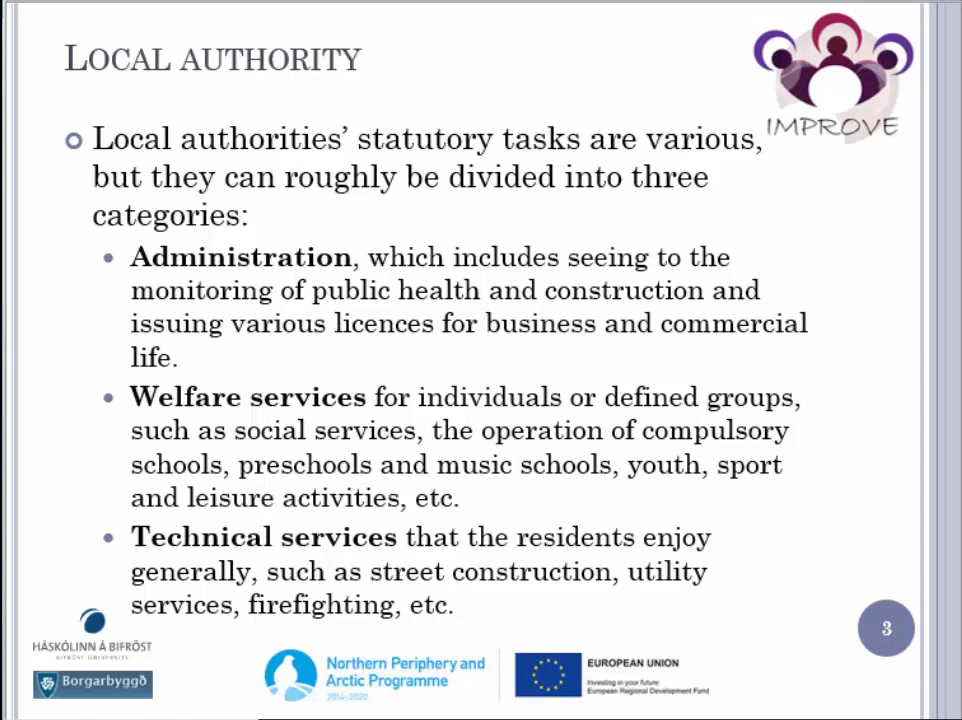 LOCAL AUTHORITY
IMPROVE
Local authorities’ statutory tasks are various,
but they can roughly be divided into three
categories:
Administration, which includes seeing to the
monitoring of public health and construction and
issuing various licences for business and commercial
life.
Welfare services for individuals or defined groups,
such as social services, the operation of compulsory
schools, preschools and music schools, youth, sport
and leisure activities, etc.
Technical services that the residents enjoy
generally, such as street construction, utility
services, firefighting, etc.
3
HÁSKÓLINN Á BIFRÖST
BIFRÖST UNIVERSITY
Borgarbyggð
Northern Periphery and
Arctic Programme
2014–2020
EUROPEAN UNION
Investing in your future
European Regional Development Fund